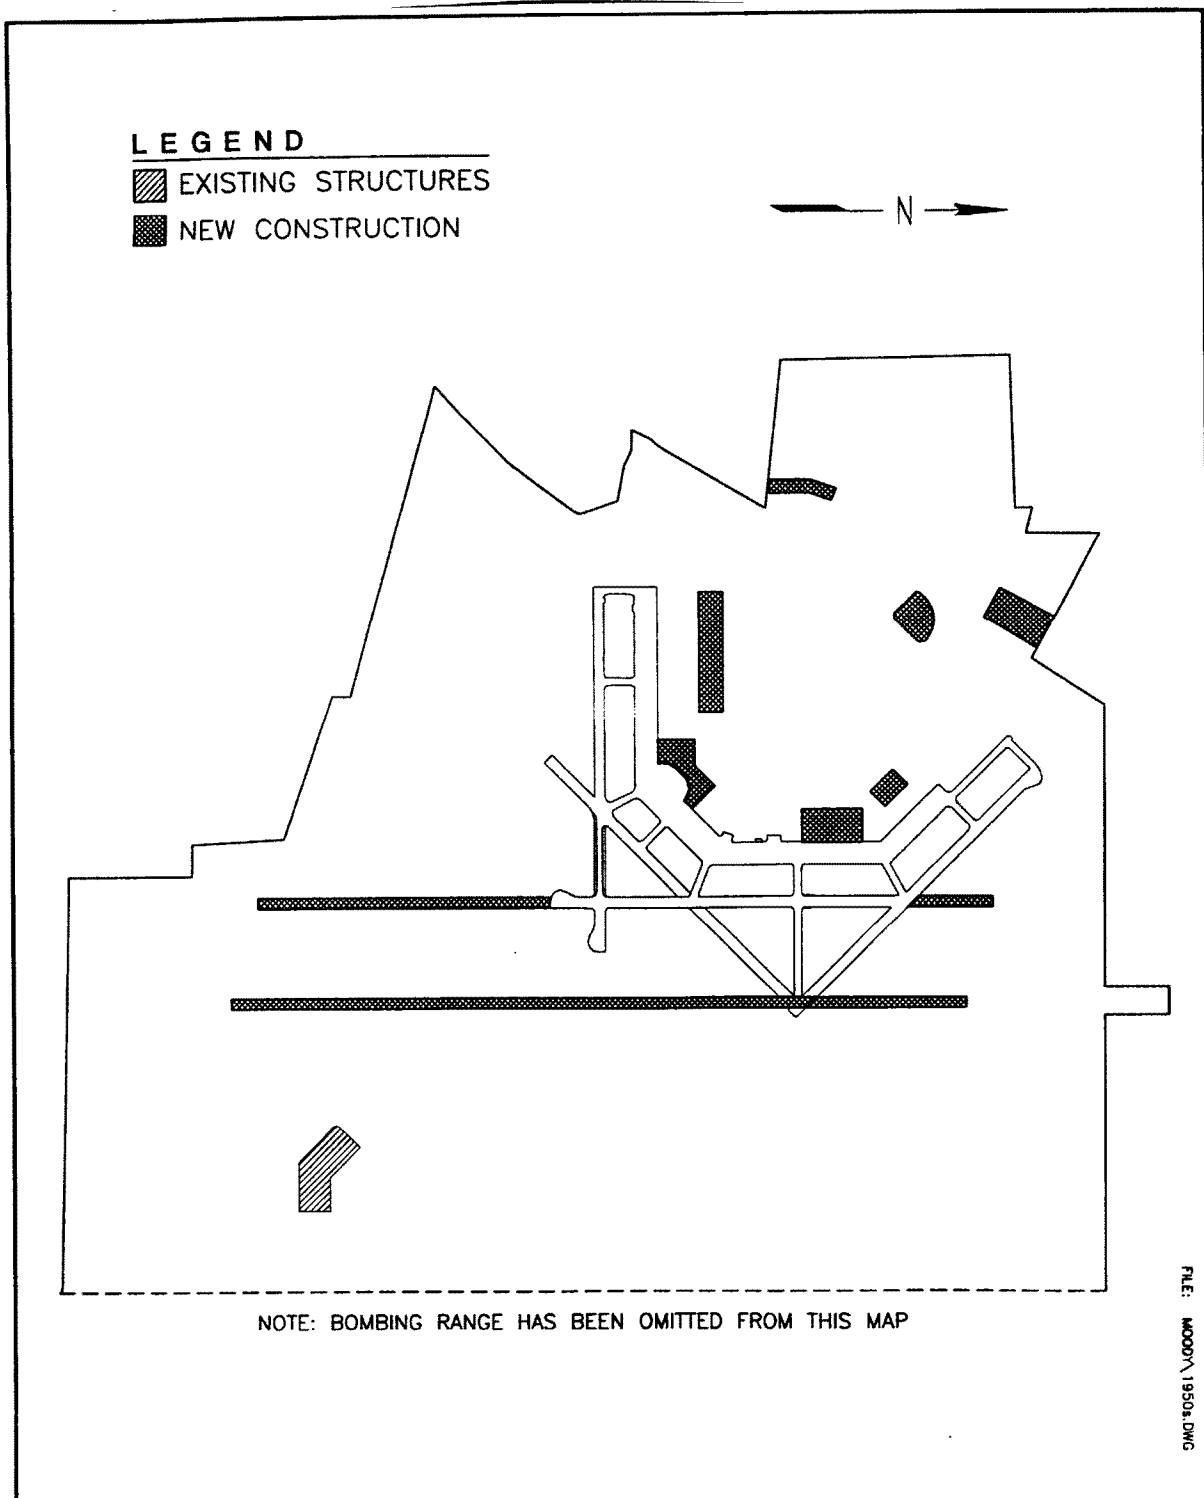 LEGEND
EXISTING STRUCTURES
NEW CONSTRUCTION
N
NOTE: BOMBING RANGE HAS BEEN OMITTED FROM THIS MAP
FILE: MOODY\1950s.DWG